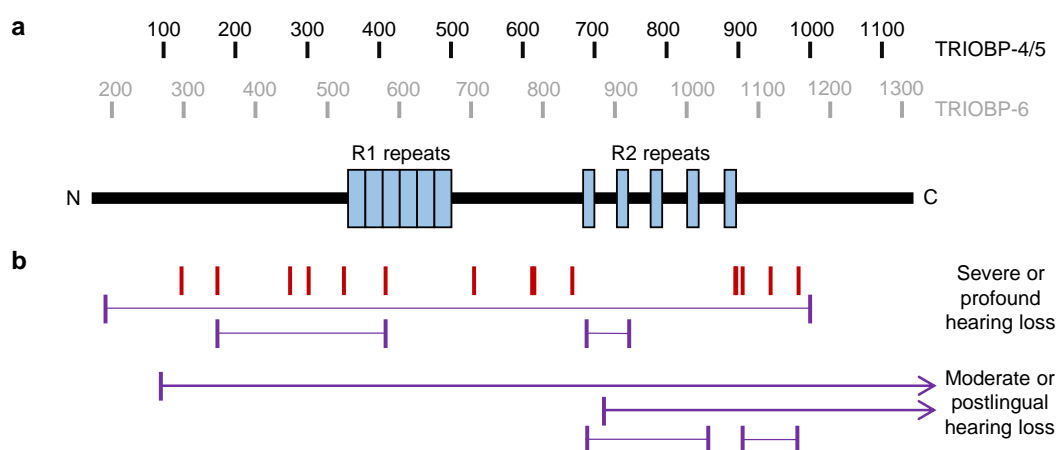 a
100 200 300 400 500 600 700 800 900 1000 1100 TRIOBP-4/5
200 300 400 500 600 700 800 900 1000 1100 1200 1300 TRIOBP-6
R1 repeats R2 repeats
N C
b
Severe or
profound
hearing loss
Moderate or
postlingual
hearing loss